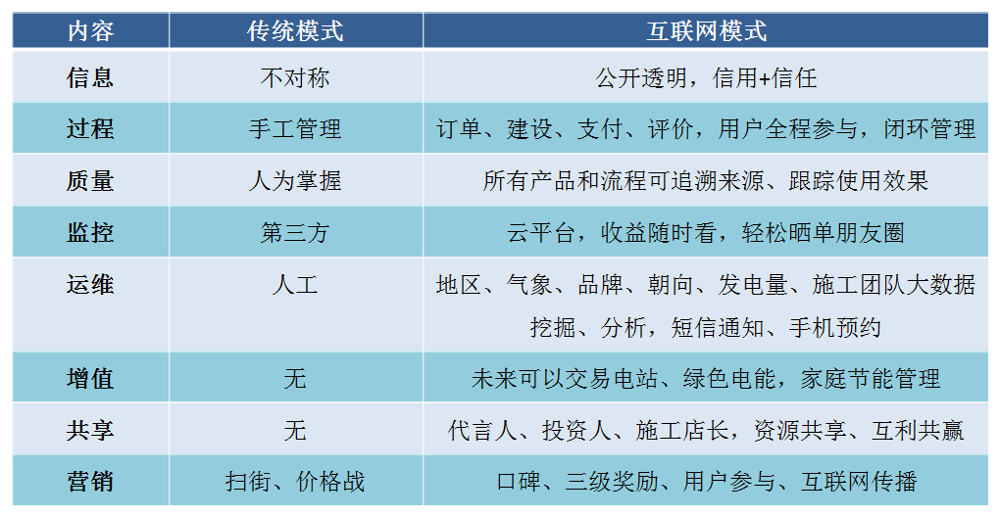 内容 传统模式 互联网模式
信息 不对称 公开透明，信用+信任
过程 手工管理 订单、建设、支付、评价，用户全程参与，闭环管理
质量 人为掌握 所有产品和流程可追溯来源、跟踪使用效果
监控 第三方 云平台，收益随时看，轻松晒单朋友圈
运维 人工 地区、气象、品牌、朝向、发电量、施工团队大数据
挖掘、分析，短信通知、手机预约
增值 无 未来可以交易电站、绿色电能，家庭节能管理
共享 无 代言人、投资人、施工店长，资源共享、互利共赢
营销 扫街、价格战 口碑、三级奖励、用户参与、互联网传播